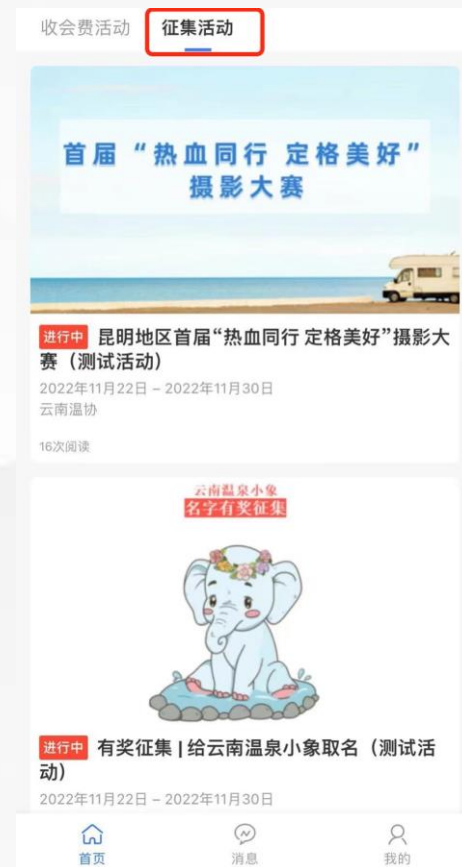 收会费活动 征集活动
首届“热血同行 定格美好”
摄影大赛
进行中 昆明地区首届“热血同行 定格美好”摄影大
赛（测试活动）
2022年11月22日 – 2022年11月30日
云南温协
16次阅读
云南温泉小象
名字有奖征集
进行中 有奖征集 | 给云南温泉小象取名（测试活
动）
2022年11月22日 – 2022年11月30日
首页 消息 我的